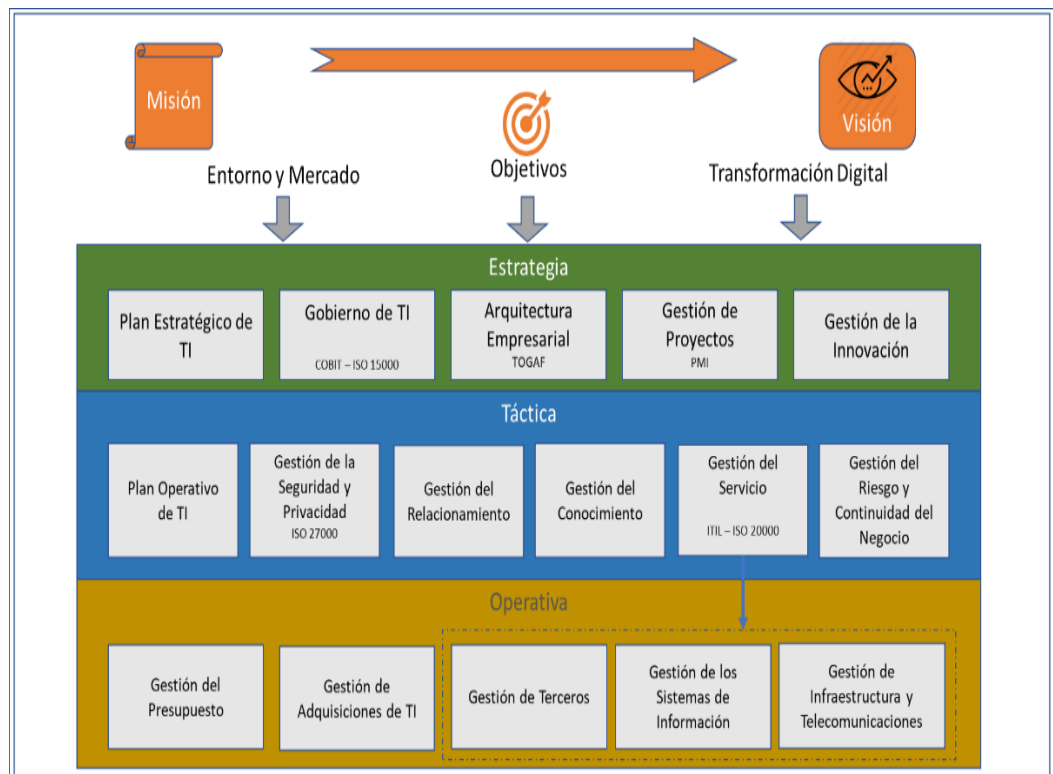 Misión
Visión
Entorno y Mercado
Objetivos
Transformación Digital
Estrategia
Plan Estratégico de
TI
Gobierno de TI
COBIT – ISO 15000
Arquitectura
Empresarial
TOGAF
Gestión de
Proyectos
PMI
Gestión de la
Innovación
Táctica
Plan Operativo
de TI
Gestión de la
Seguridad y
Privacidad
ISO 27000
Gestión del
Relacionamiento
Gestión del
Conocimiento
Gestión del
Servicio
ITIL – ISO 20000
Gestión del
Riesgo y
Continuidad del
Negocio
Operativa
Gestión del
Presupuesto
Gestión de
Adquisiciones de TI
Gestión de Terceros
Gestión de los
Sistemas de
Información
Gestión de
Infraestructura y
Telecomunicaciones